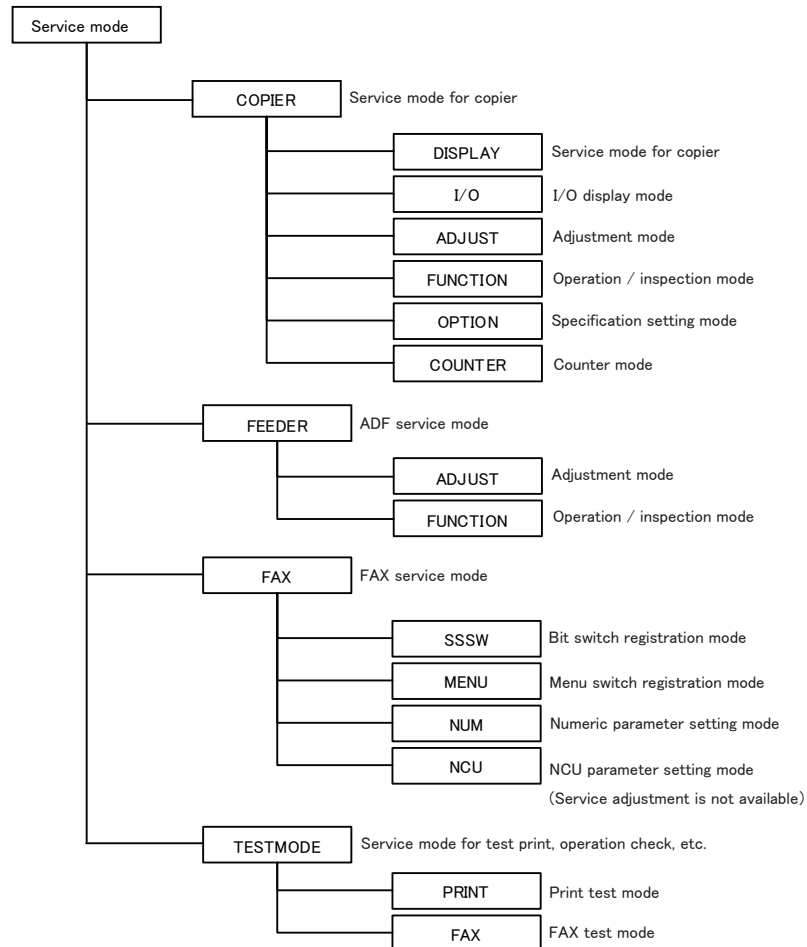 Service mode
COPIER Service mode for copier
DISPLAY Service mode for copier
I/O I/O display mode
ADJUST Adjustment mode
FUNCTION Operation / inspection mode
OPTION Specification setting mode
COUNTER Counter mode
FEEDER ADF service mode
ADJUST Adjustment mode
FUNCTION Operation / inspection mode
FAX FAX service mode
SSSW Bit switch registration mode
MENU Menu switch registration mode
NUM Numeric parameter setting mode
NCU NCU parameter setting mode
(Service adjustment is not available)
TESTMODE Service mode for test print, operation check, etc.
PRINT Print test mode
FAX FAX test mode